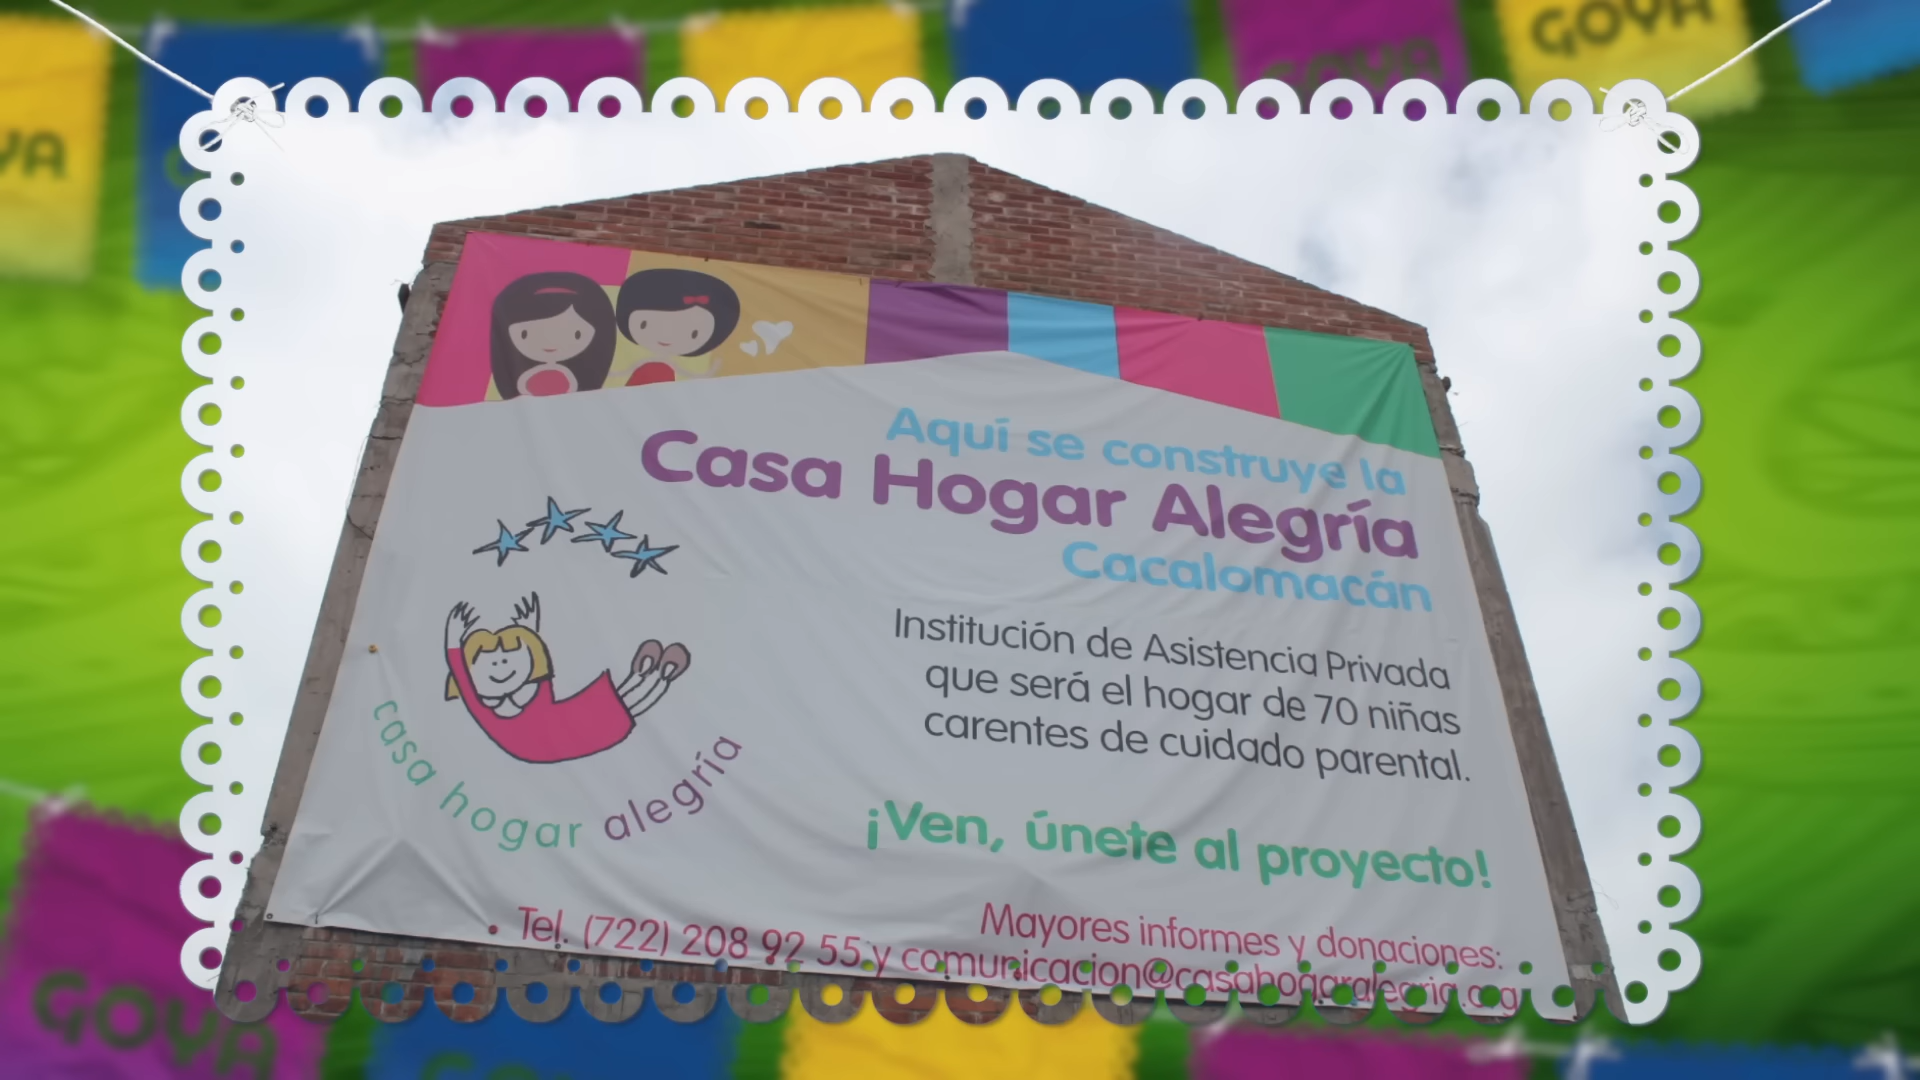 GOYA
GOYA
YA
Aquí se construye la
Casa Hogar Alegría
Cacalomacán
Institución de Asistencia Privada
que será el hogar de 70 niñas
carentes de cuidado parental.
casa hogar alegría
¡Ven, únete al proyecto!
Mayores informes y donaciones:
Tel. (722) 208 92 55 y comunicacion@casahogaralegria.org
GOYA